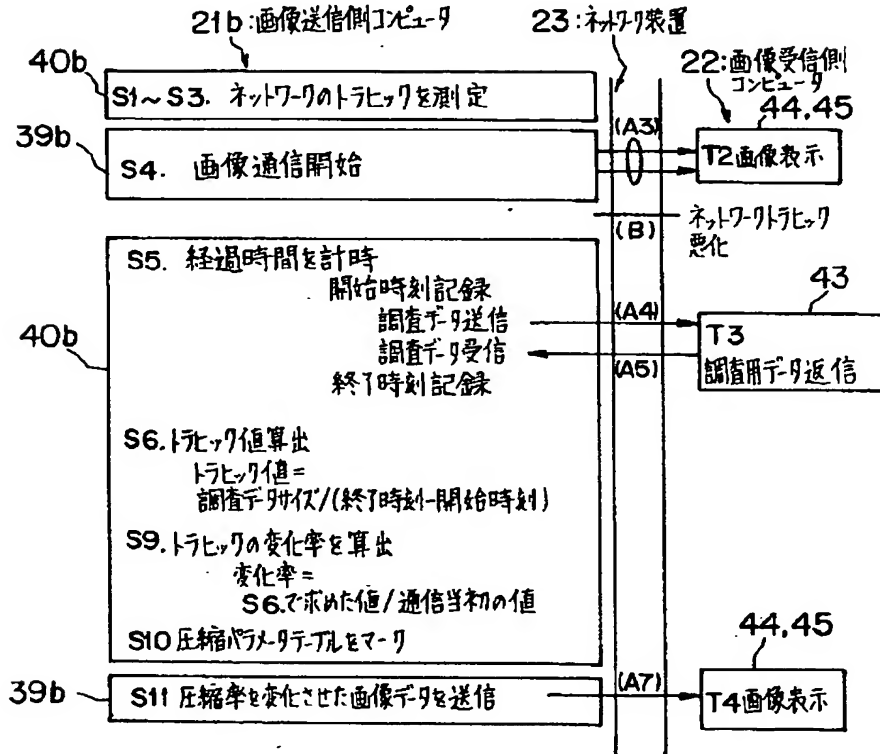 21b:画像送信側コンピュータ
23:ネットワーク装置
22:画像受信側
コンピュータ
40b
S1~S3. ネットワークのトラヒックを測定
39b
S4. 画像通信開始
(A3)
44,45
T2画像表示
(B)
ネットワークトラヒック
悪化
40b
S5. 経過時間を計時
開始時刻記録
調査データ送信
(A4)
調査データ受信
(A5)
終了時刻記録
43
T3
調査用データ返信
S6.トラヒック値算出
トラヒック値=
調査データサイズ/(終了時刻-開始時刻)
S9.トラヒックの変化率を算出
変化率=
S6.で求めた値/通信当初の値
S10圧縮パラメータテーブルをマーク
39b
S11圧縮率を変化させた画像データを送信
(A7)
44,45
T4画像表示